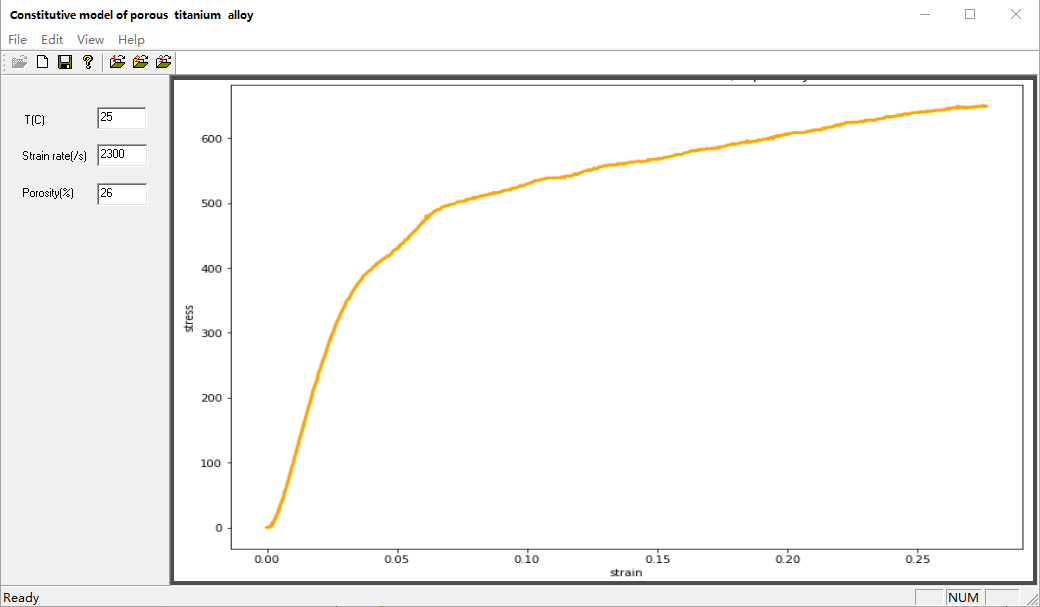 Constitutive model of porous titanium alloy
File Edit View Help
T(C) 25
Strain rate(/s) 2300
Porosity(%) 26
600
500
400
300
200
100
0
stress
0.00 0.05 0.10 0.15 0.20 0.25
strain
Ready NUM